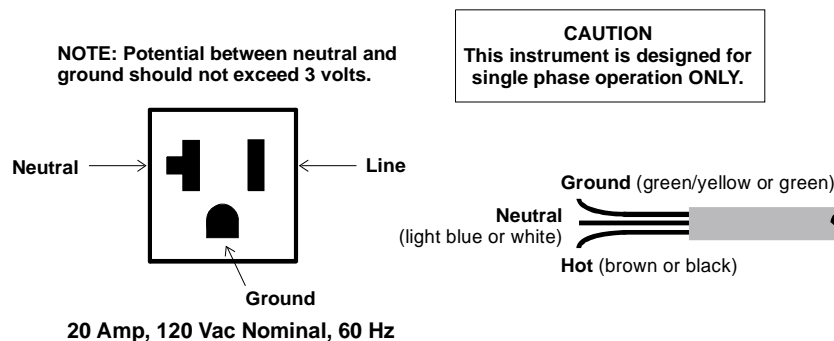 NOTE: Potential between neutral and
ground should not exceed 3 volts.
CAUTION
This instrument is designed for
single phase operation ONLY.
Neutral
Line
Ground
20 Amp, 120 Vac Nominal, 60 Hz
Ground (green/yellow or green)
Neutral
(light blue or white)
Hot (brown or black)